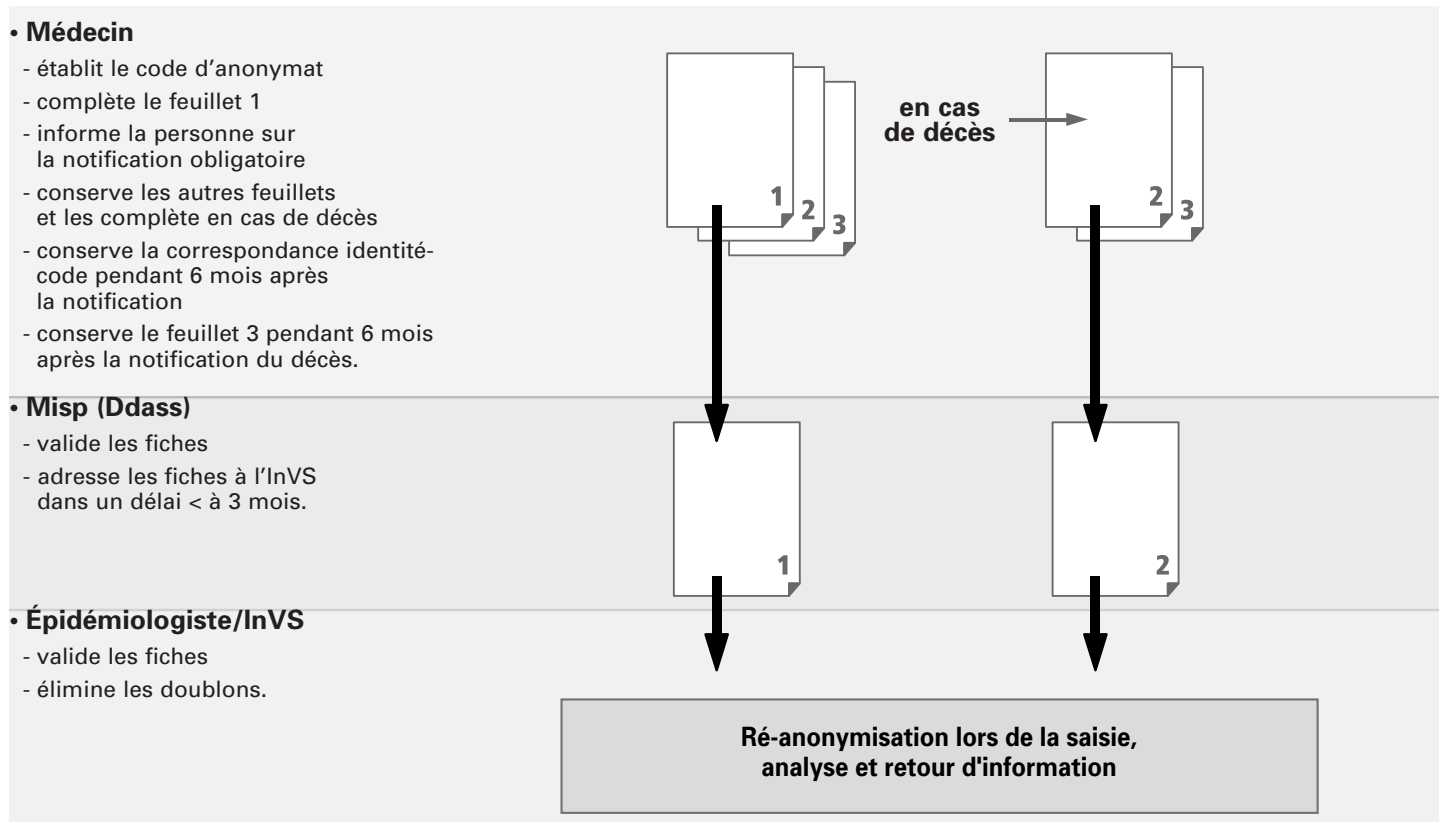 • Médecin
- établit le code d'anonymat
- complète le feuillet 1
- informe la personne sur
la notification obligatoire
- conserve les autres feuillets
et les complète en cas de décès
- conserve la correspondance identité-
code pendant 6 mois après
la notification
- conserve le feuillet 3 pendant 6 mois
après la notification du décès.
1
2
3
en cas
de décès
2
3
• Misp (Ddass)
- valide les fiches
- adresse les fiches à l'InVS
dans un délai < à 3 mois.
1
2
• Épidémiologiste/InVS
- valide les fiches
- élimine les doublons.
Ré-anonymisation lors de la saisie,
analyse et retour d'information